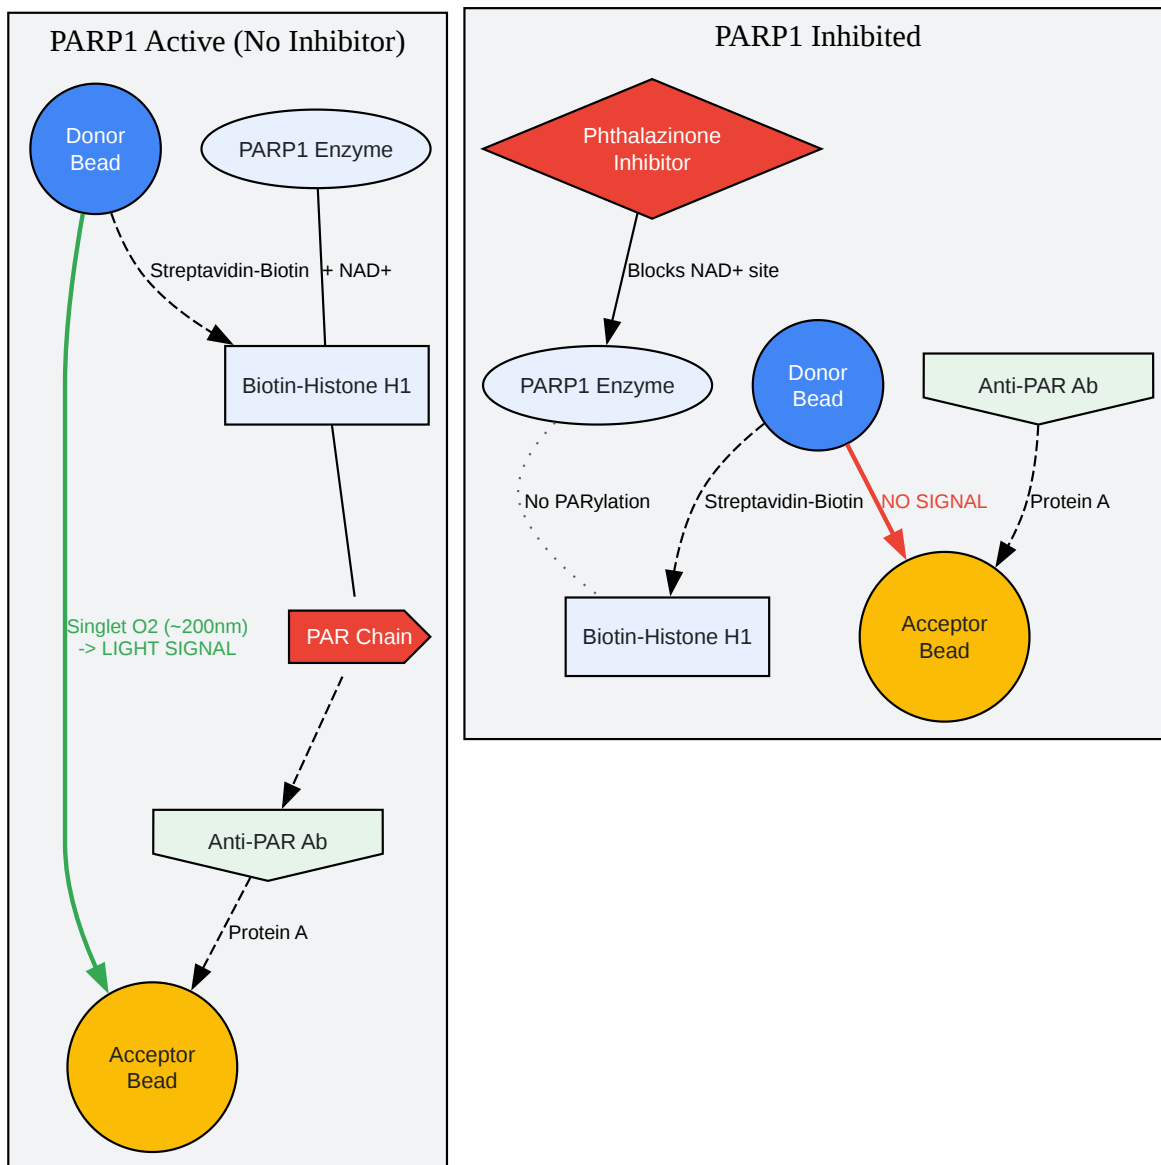 PARP1 Active (No Inhibitor)
Donor
Bead
PARP1 Enzyme
Streptavidin-Biotin
+ NAD+
Biotin-Histone H1
Singlet O2 (~200nm)
-> LIGHT SIGNAL
PAR Chain
Anti-PAR Ab
Protein A
Acceptor
Bead
PARP1 Inhibited
Phthalazinone
Inhibitor
Blocks NAD+ site
PARP1 Enzyme
Donor
Bead
Anti-PAR Ab
No PARylation
Streptavidin-Biotin
NO SIGNAL
Protein A
Biotin-Histone H1
Acceptor
Bead